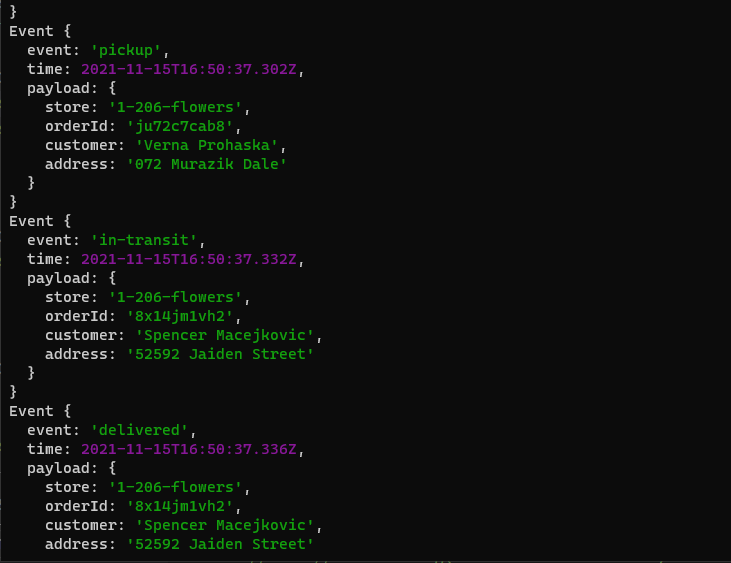 }
Event {
  event: 'pickup',
  time: 2021-11-15T16:50:37.302Z,
  payload: {
    store: '1-206-flowers',
    orderId: 'ju72c7cab8',
    customer: 'Verna Prohaska',
    address: '072 Murazik Dale'
  }
}
Event {
  event: 'in-transit',
  time: 2021-11-15T16:50:37.332Z,
  payload: {
    store: '1-206-flowers',
    orderId: '8x14jm1vh2',
    customer: 'Spencer Macejkovic',
    address: '52592 Jaiden Street'
  }
}
Event {
  event: 'delivered',
  time: 2021-11-15T16:50:37.336Z,
  payload: {
    store: '1-206-flowers',
    orderId: '8x14jm1vh2',
    customer: 'Spencer Macejkovic',
    address: '52592 Jaiden Street'